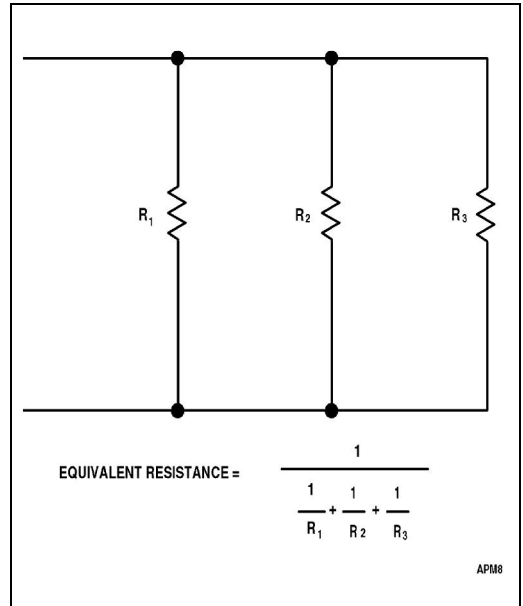 R1 R2 R3
EQUIVALENT RESISTANCE =
1
1 1 1
+ +
R1 R2 R3
APM8